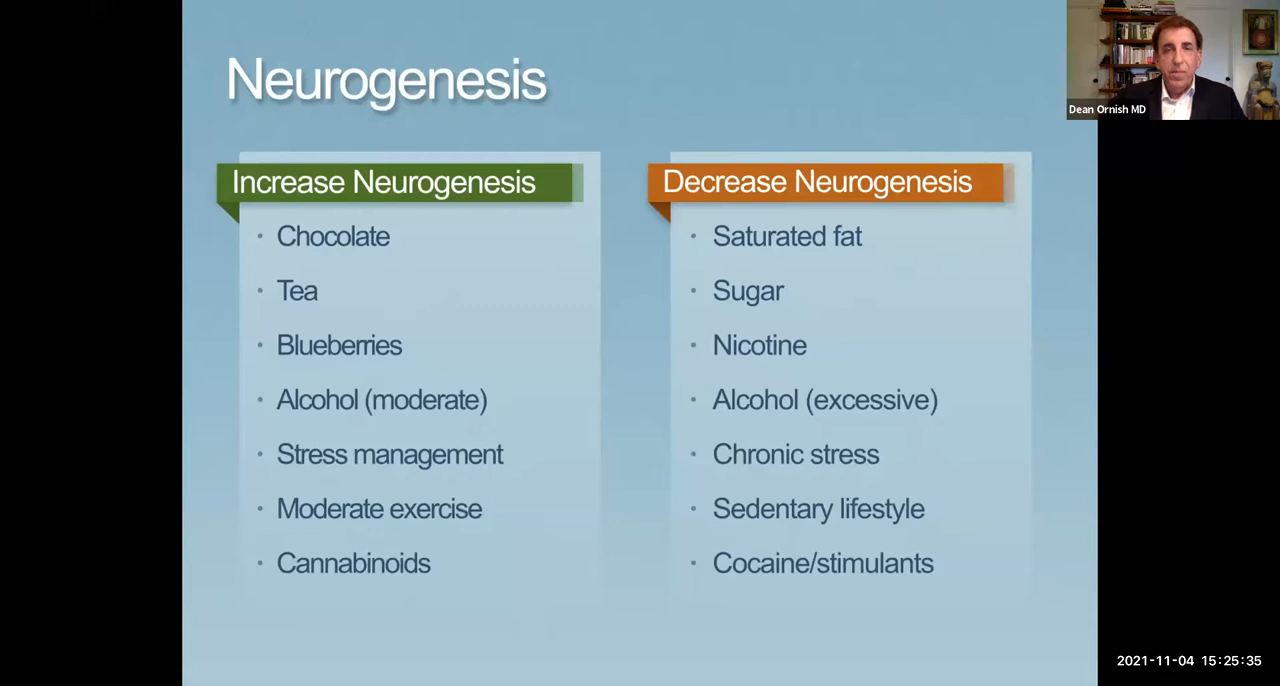 Neurogenesis
Increase Neurogenesis
• Chocolate
• Tea
• Blueberries
• Alcohol (moderate)
• Stress management
• Moderate exercise
• Cannabinoids
Decrease Neurogenesis
• Saturated fat
• Sugar
• Nicotine
• Alcohol (excessive)
• Chronic stress
• Sedentary lifestyle
• Cocaine/stimulants
Dean Ornish MD
2021-11-04 15:25:35